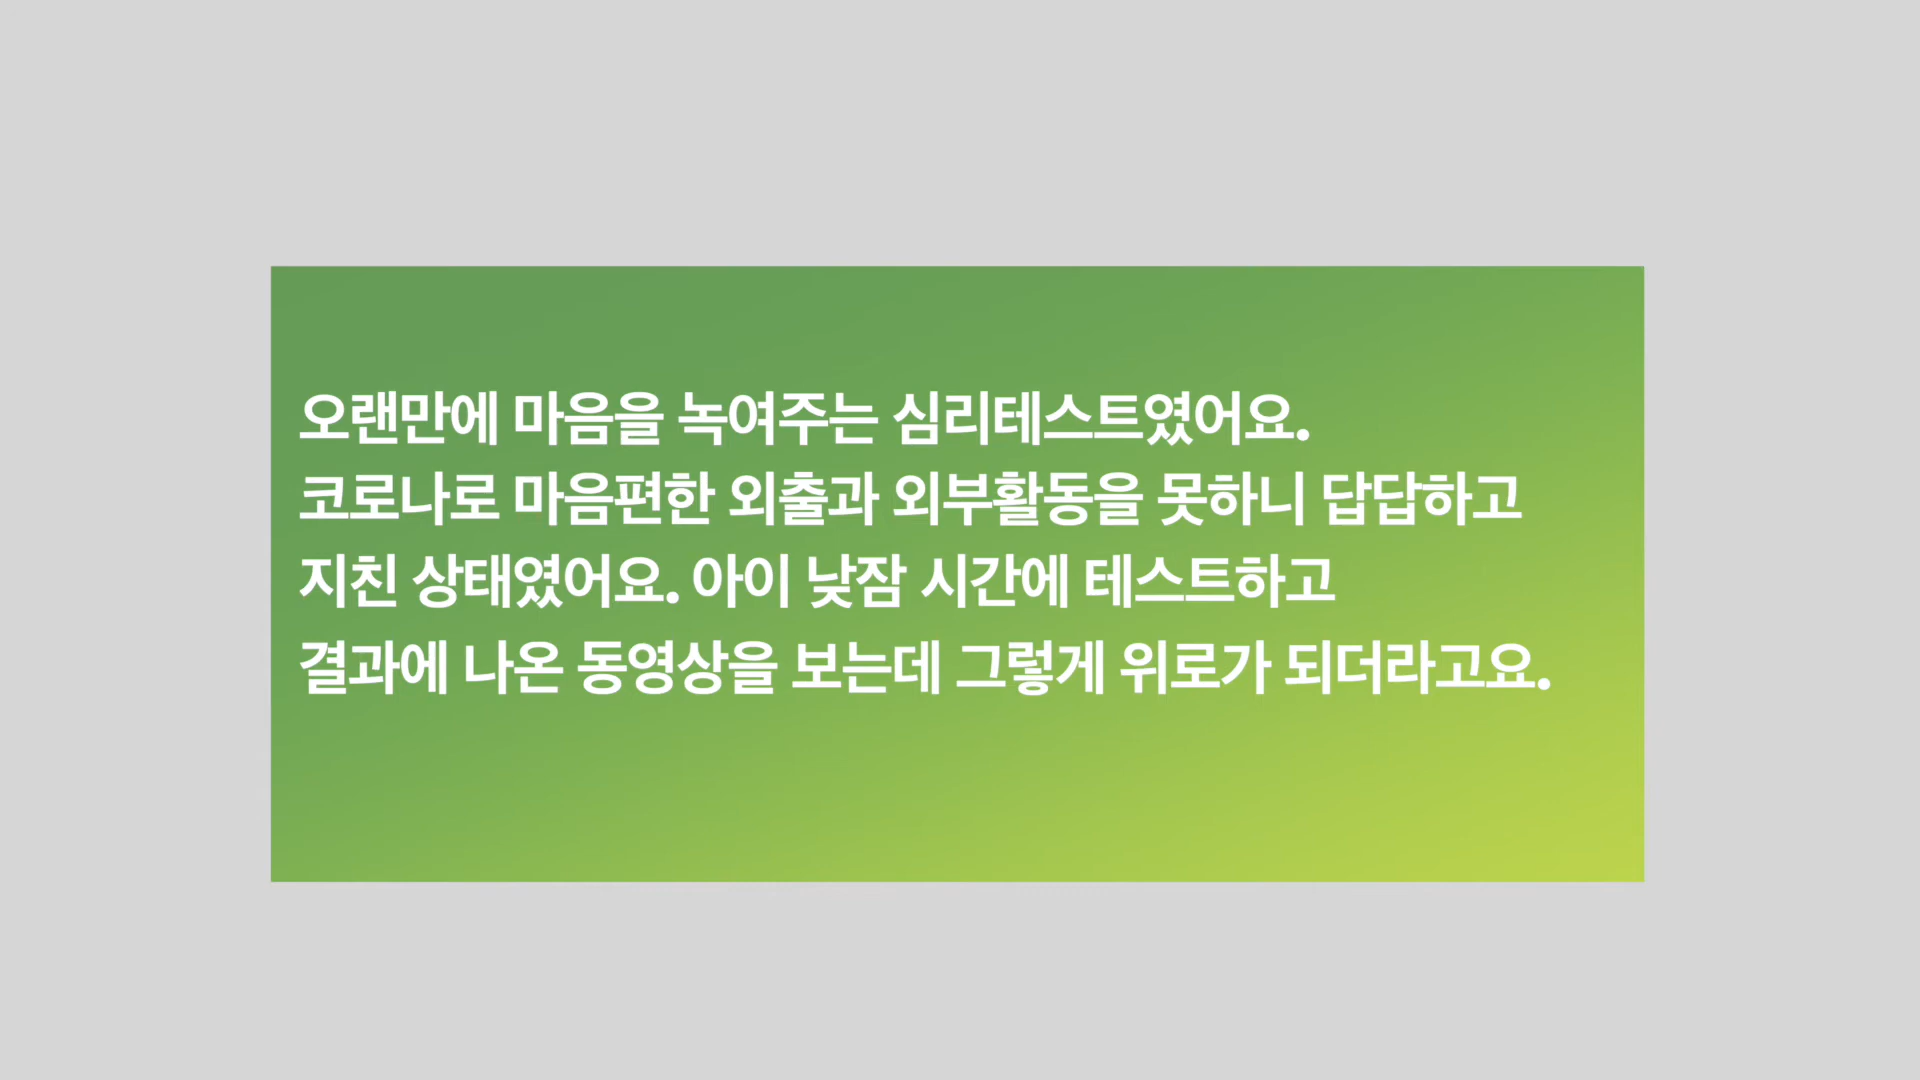 오랜만에 마음을 녹여주는 심리테스트였어요.
코로나로 마음편한 외출과 외부활동을 못하니 답답하고
지친 상태였어요. 아이 낮잠 시간에 테스트하고
결과에 나온 동영상을 보는데 그렇게 위로가 되더라고요.